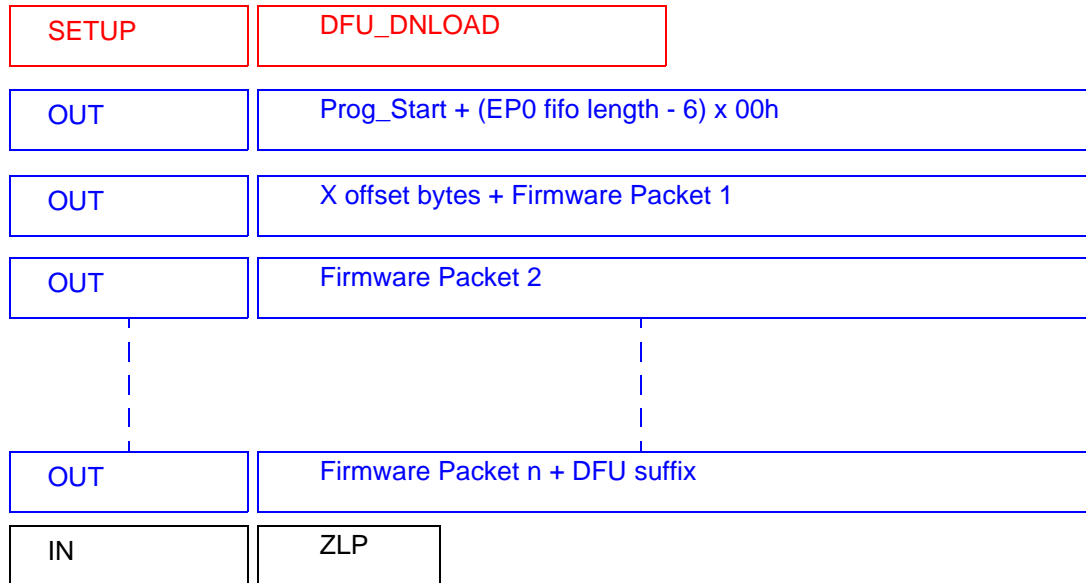 SETUP DFU_DNLOAD
OUT Prog_Start + (EP0 fifo length - 6) x 00h
OUT X offset bytes + Firmware Packet 1
OUT Firmware Packet 2
OUT Firmware Packet n + DFU suffix
IN ZLP